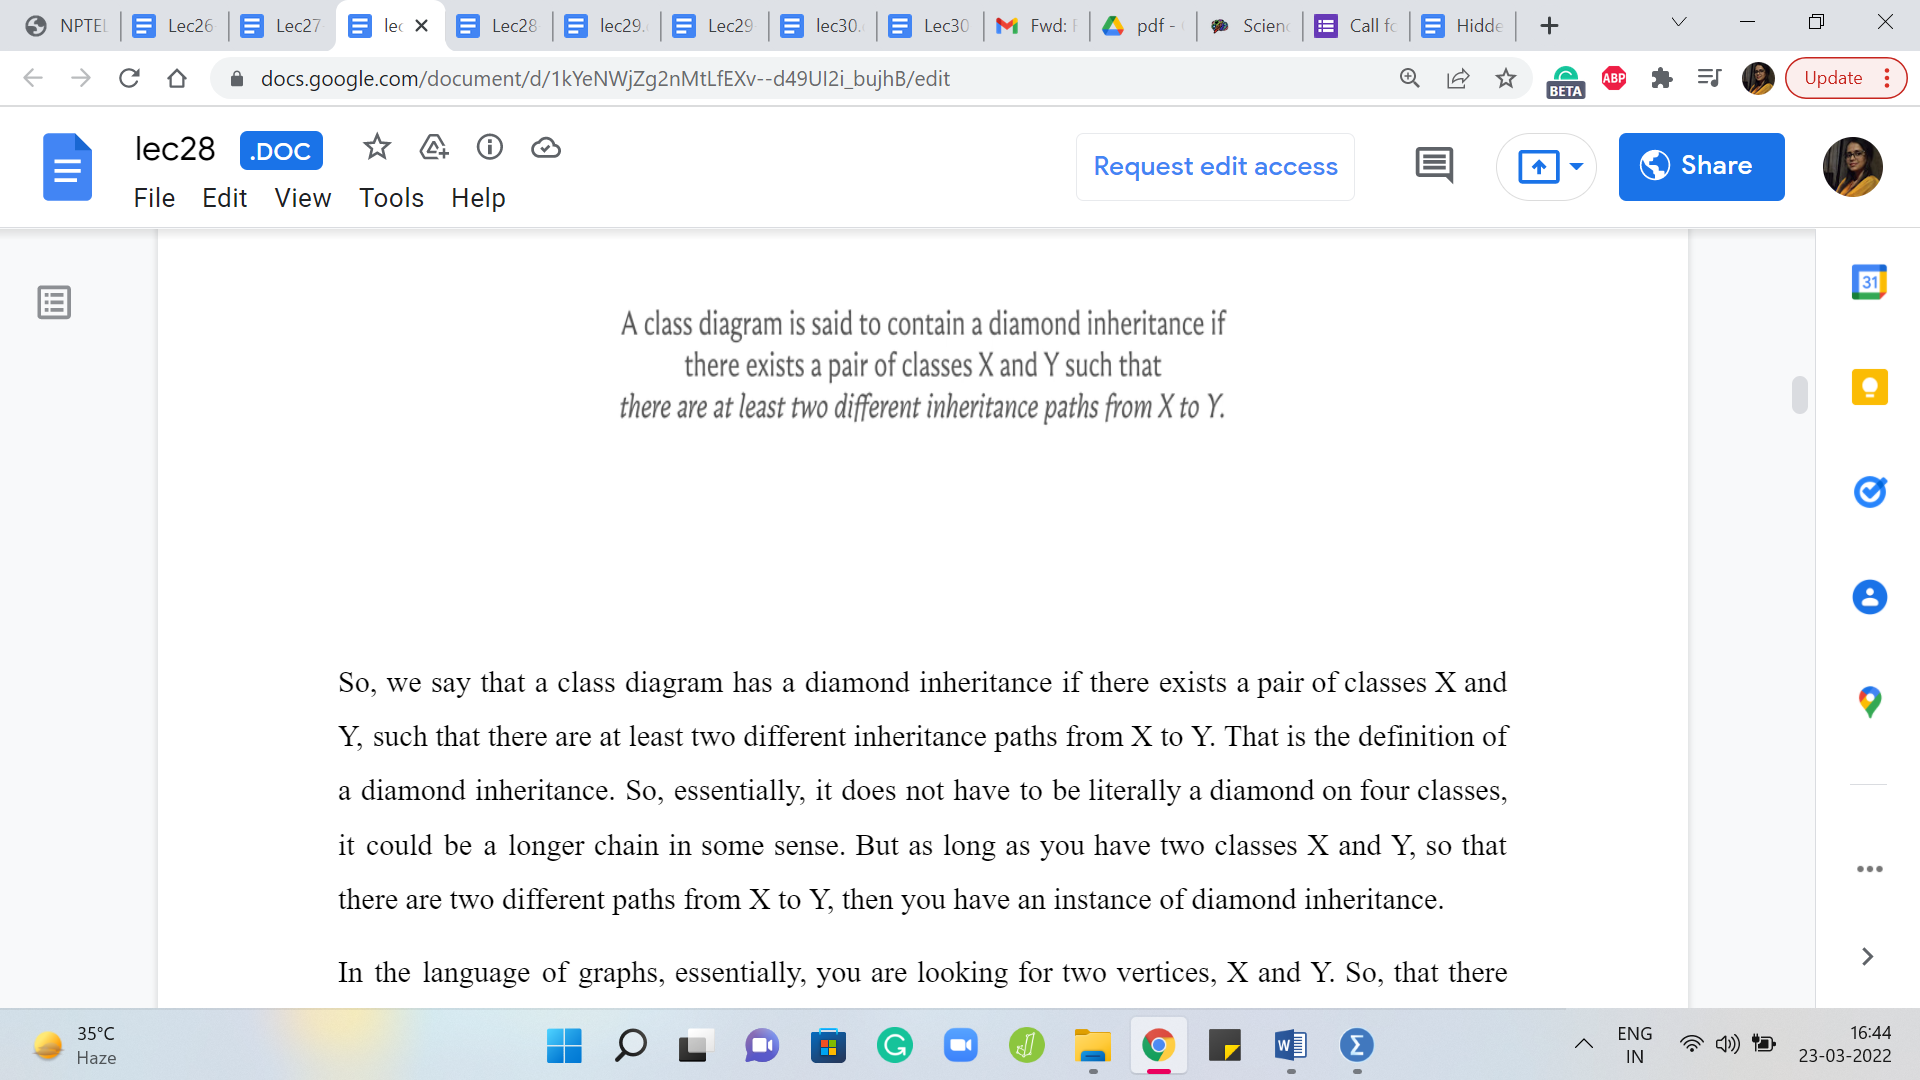 NPTEL
Lec26
Lec27
lec
Lec28
lec29.
Lec29
lec30.
Lec30
Fwd: F
pdf -
Scienc
Call fo
Hidde
docs.google.com/document/d/1kYeNWjZg2nMtLfEXv--d49UI2i_bujhB/edit
BETA
ABP
Update
lec28
.DOC
File Edit View Tools Help
Request edit access
Share
31
A class diagram is said to contain a diamond inheritance if
there exists a pair of classes X and Y such that
there are at least two different inheritance paths from X to Y.
So, we say that a class diagram has a diamond inheritance if there exists a pair of classes X and
Y, such that there are at least two different inheritance paths from X to Y. That is the definition of
a diamond inheritance. So, essentially, it does not have to be literally a diamond on four classes,
it could be a longer chain in some sense. But as long as you have two classes X and Y, so that
there are two different paths from X to Y, then you have an instance of diamond inheritance.
In the language of graphs, essentially, you are looking for two vertices, X and Y. So, that there
35°C
Haze
ENG
IN
16:44
23-03-2022